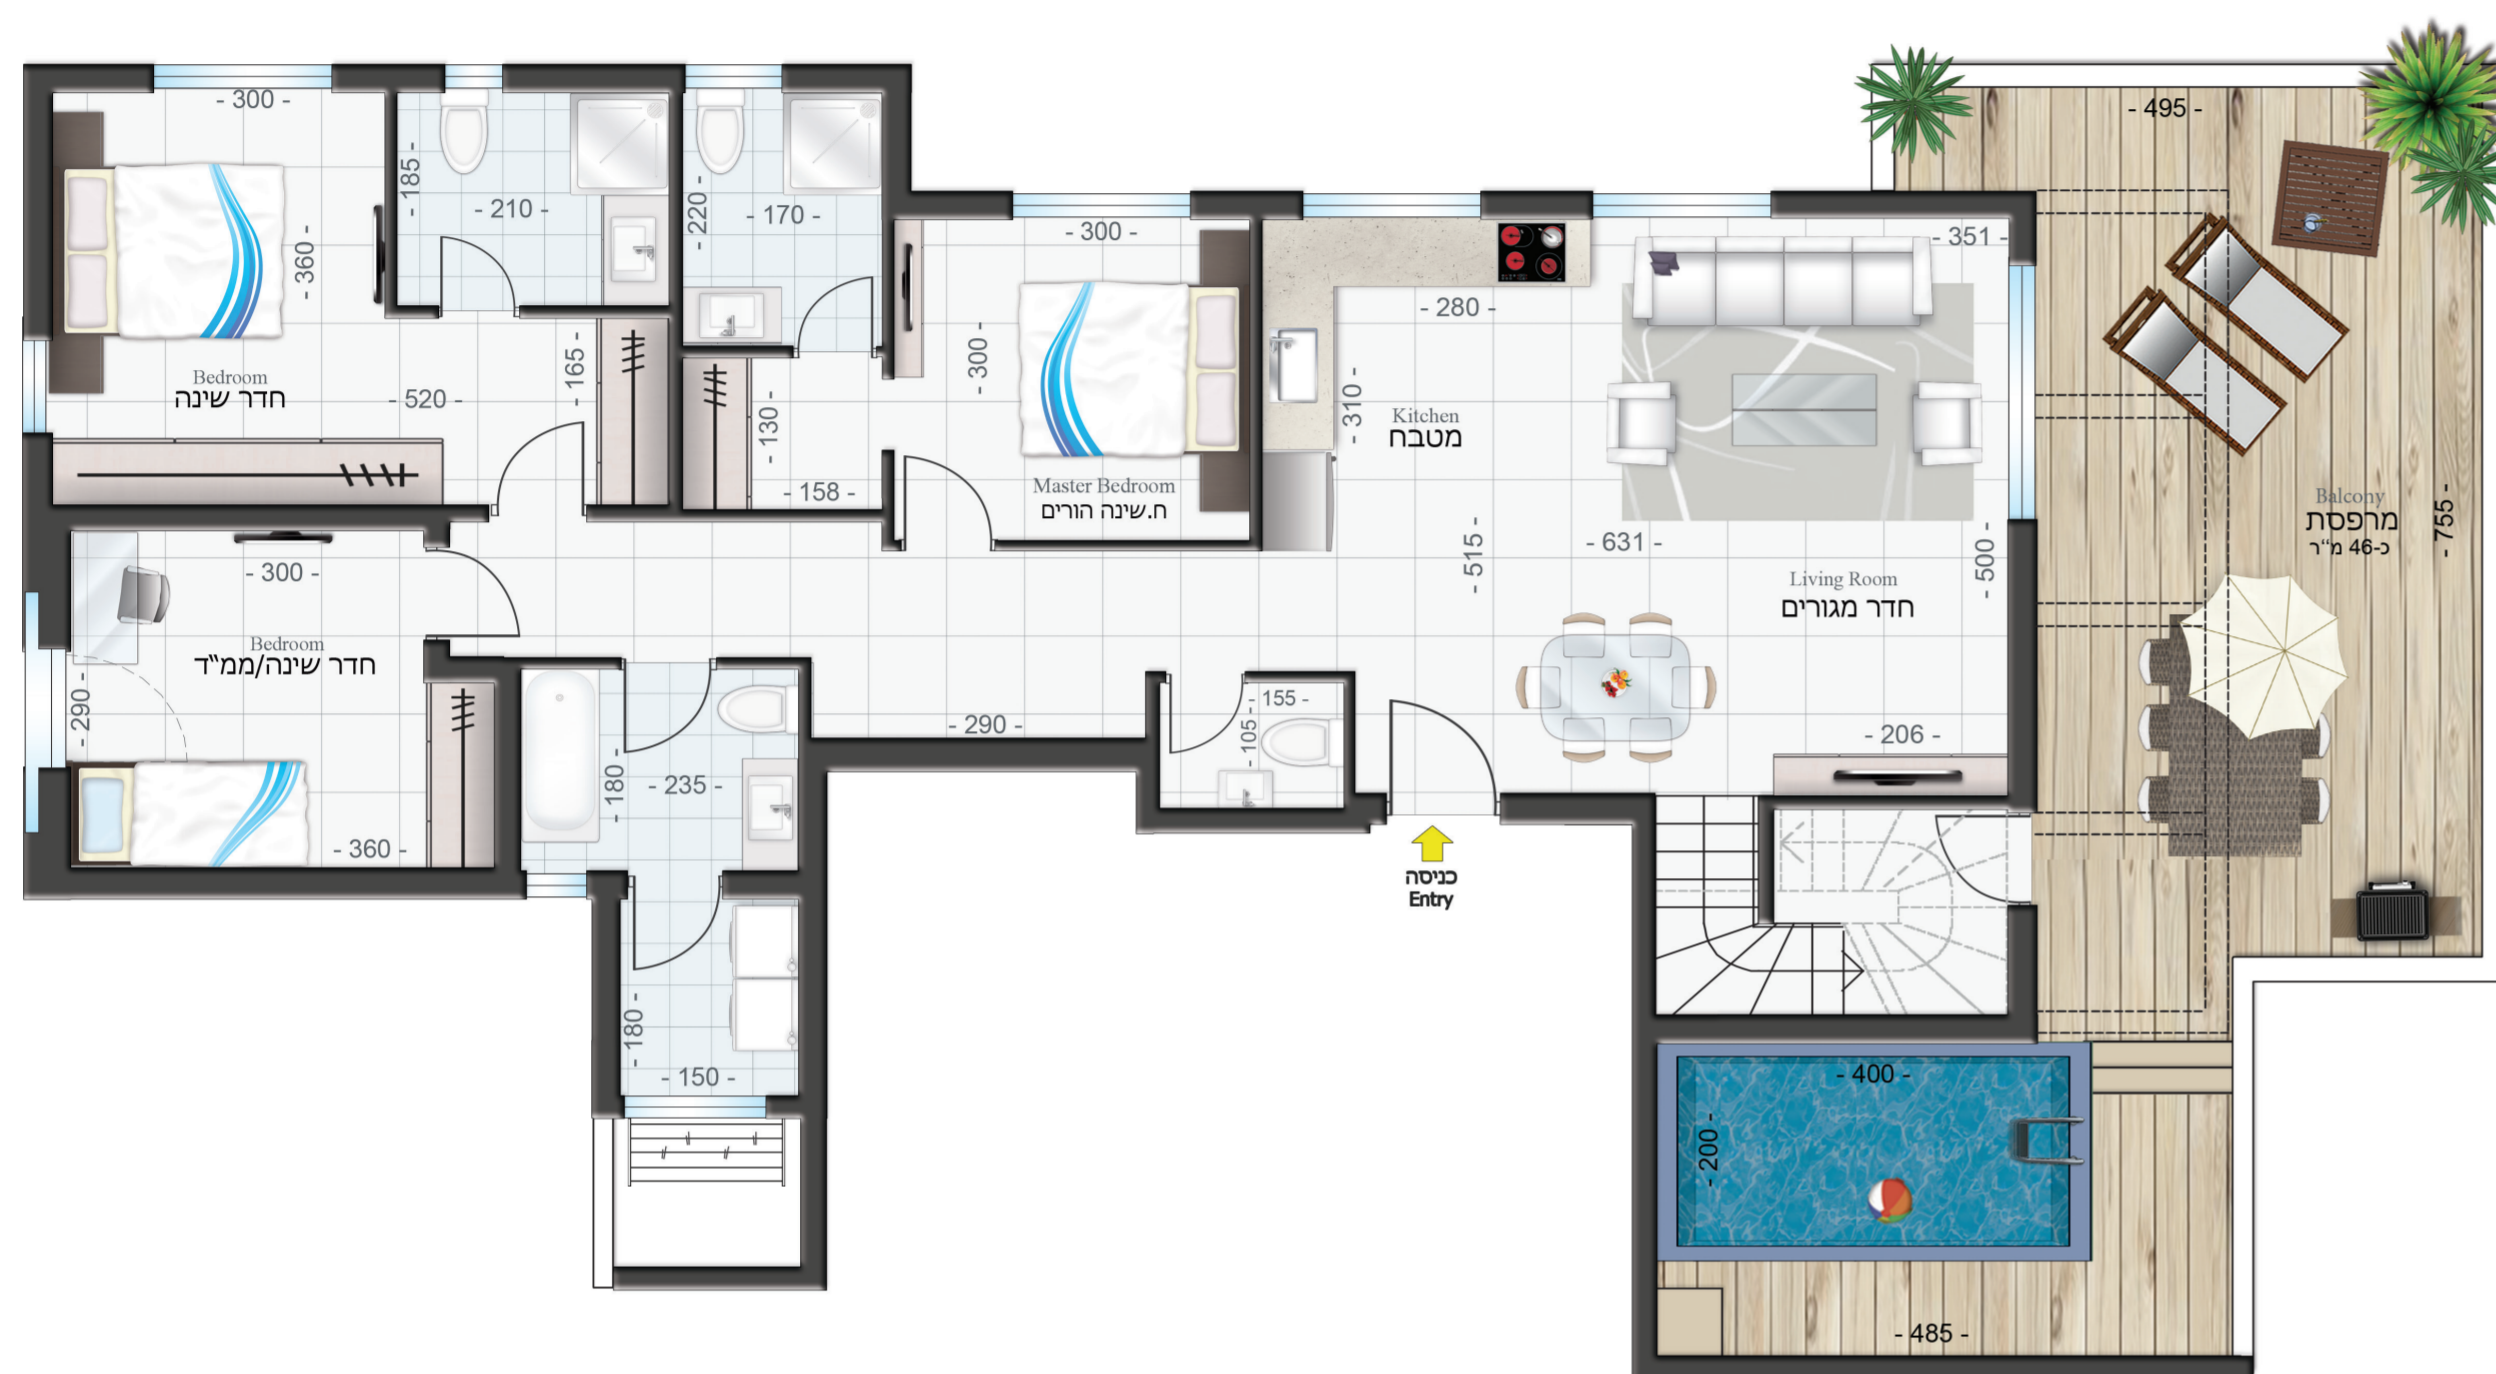 - 300 -
- 185 -
- 210 -
- 360 -
Bedroom
חדר שינה
- 520 -
- 165 -
- 220 -
- 170 -
- 130 -
- 158 -
- 300 -
- 300 -
Master Bedroom
ח.שינה הורים
- 280 -
- 310 -
Kitchen
מטבח
- 351 -
- 515 -
- 631 -
- 500 -
Living Room
חדר מגורים
- 206 -
- 495 -
Balcony
מרפסת
כ-46 מ"ר
- 755 -
- 300 -
Bedroom
חדר שינה/ממ"ד
- 290 -
- 360 -
- 180 -
- 235 -
- 290 -
- 155 -
- 105 -
כניסה
Entry
- 180 -
- 150 -
- 400 -
- 200 -
- 485 -